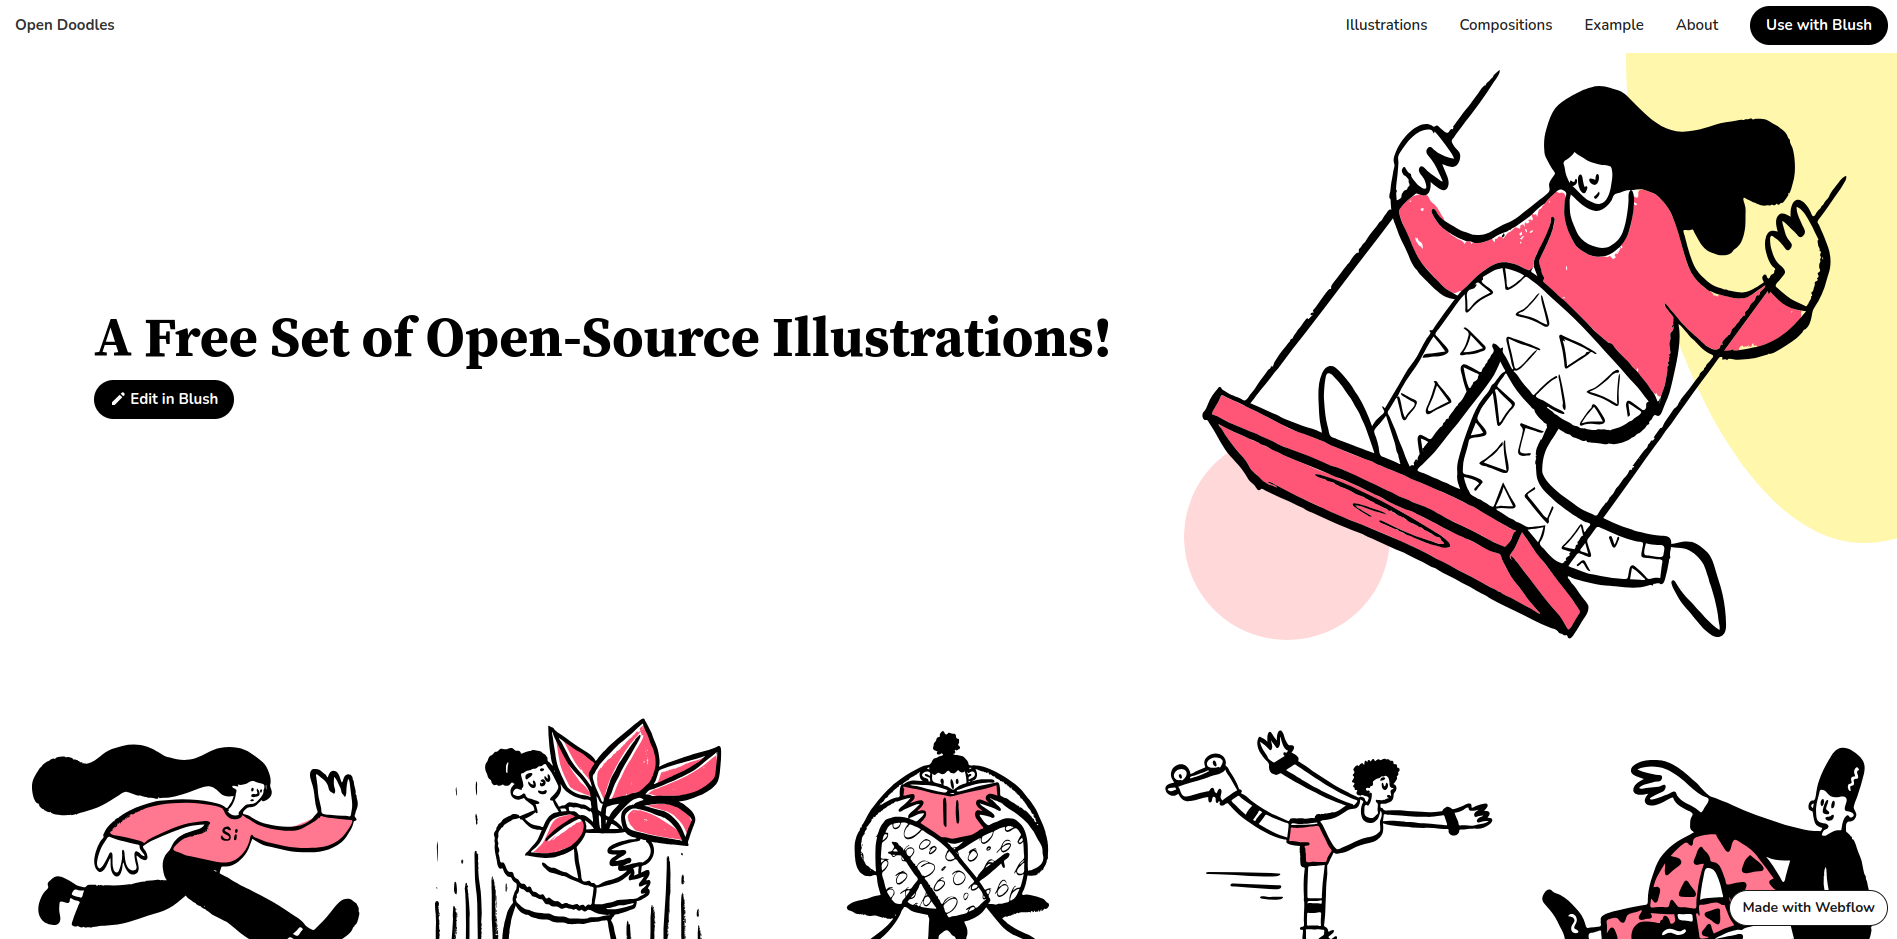 Open Doodles
Illustrations
Compositions
Example
About
Use with Blush
A Free Set of Open-Source Illustrations!
Edit in Blush
Si
Made with Webflow